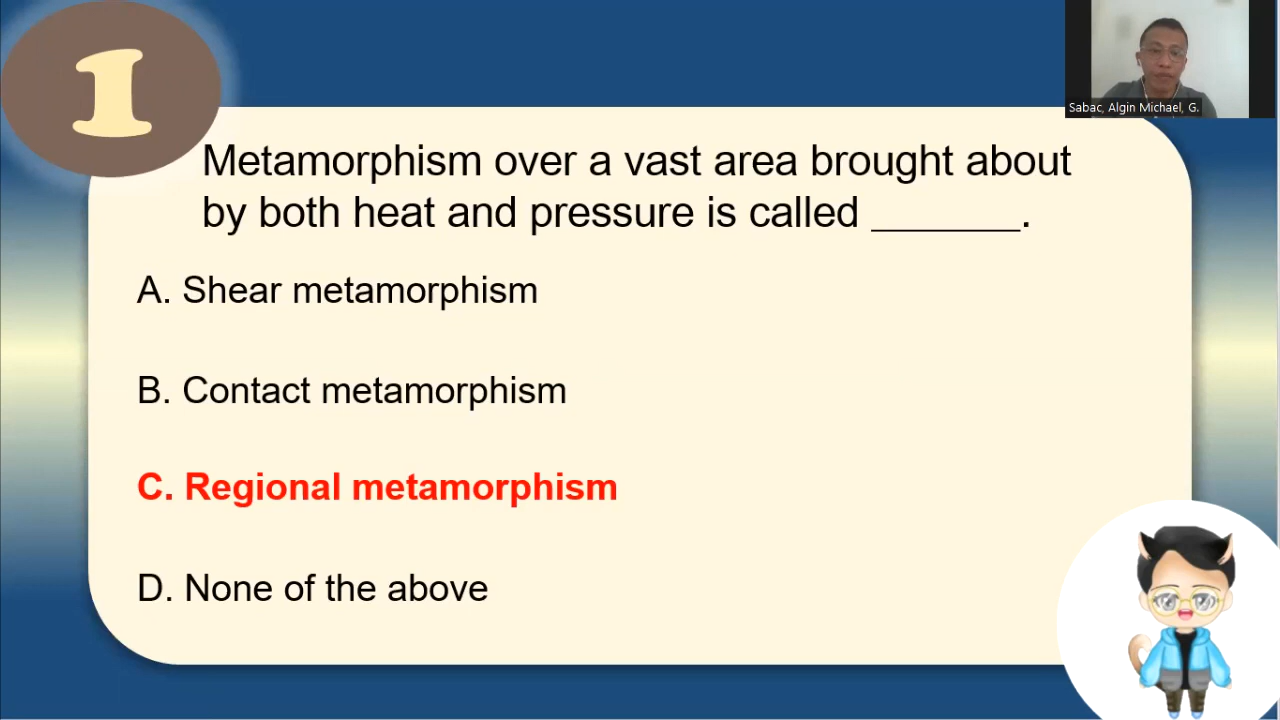 1
Sabac, Algin Michael, G.
Metamorphism over a vast area brought about
by both heat and pressure is called _______.
A. Shear metamorphism
B. Contact metamorphism
C. Regional metamorphism
D. None of the above